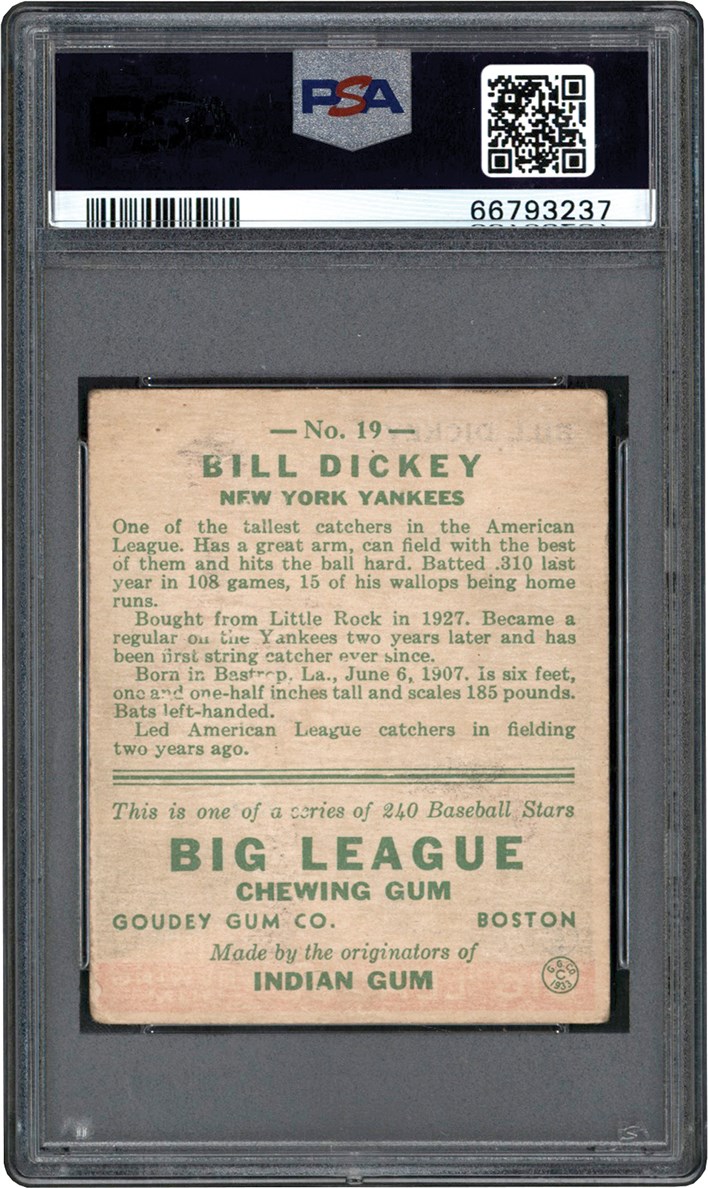 PSA
66793237
— No. 19 —
BILL DICKEY
NEW YORK YANKEES
One of the tallest catchers in the American
League. Has a great arm, can field with the best
of them and hits the ball hard. Batted .310 last
year in 108 games, 15 of his wallops being home
runs.
Bought from Little Rock in 1927. Became a
regular on the Yankees two years later and has
been first string catcher ever since.
Born in Bastrop, La., June 6, 1907. Is six feet,
one and one-half inches tall and scales 185 pounds.
Bats left-handed.
Led American League catchers in fielding
two years ago.
This is one of a series of 240 Baseball Stars
BIG LEAGUE
CHEWING GUM
GOUDEY GUM CO. BOSTON
Made by the originators of
INDIAN GUM
G. G. CO.
C
1933